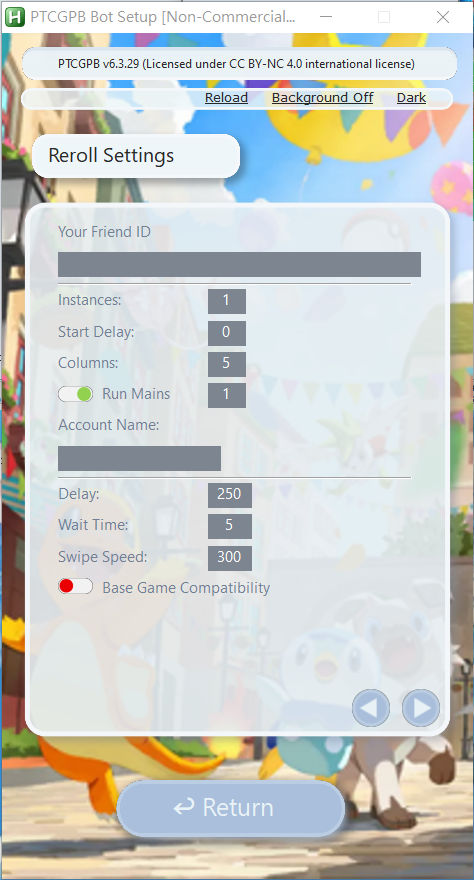 PTCGPB Bot Setup [Non-Commercial...
PTCGPB v6.3.29 (Licensed under CC BY-NC 4.0 international license)
Reload Background Off Dark
Reroll Settings
Your Friend ID
Instances: 1
Start Delay: 0
Columns: 5
Run Mains 1
Account Name:
Delay: 250
Wait Time: 5
Swipe Speed: 300
Base Game Compatibility
Return